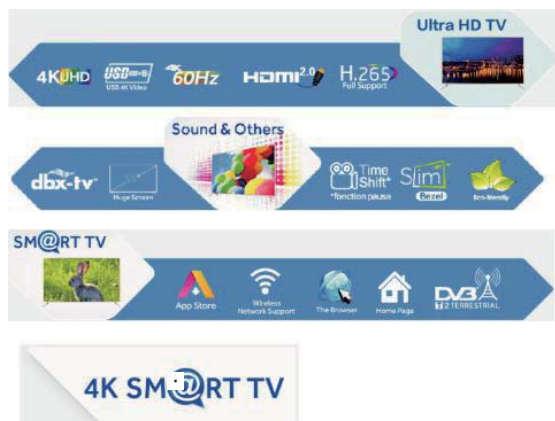 Ultra HD TV
4KUHD
USB
USB 4K Video
4K
60Hz
HDMI 2.0
H.265
Full Support
Sound & Others
dbx-tv
Huge Screen
Time
Shift*
*fonction pause
Slim
Bezel
Eco-friendly
SM@RT TV
App Store
Wireless
Network Support
The Browser
Home Page
DVB
T2 TERRESTRIAL
4K SM@RT TV